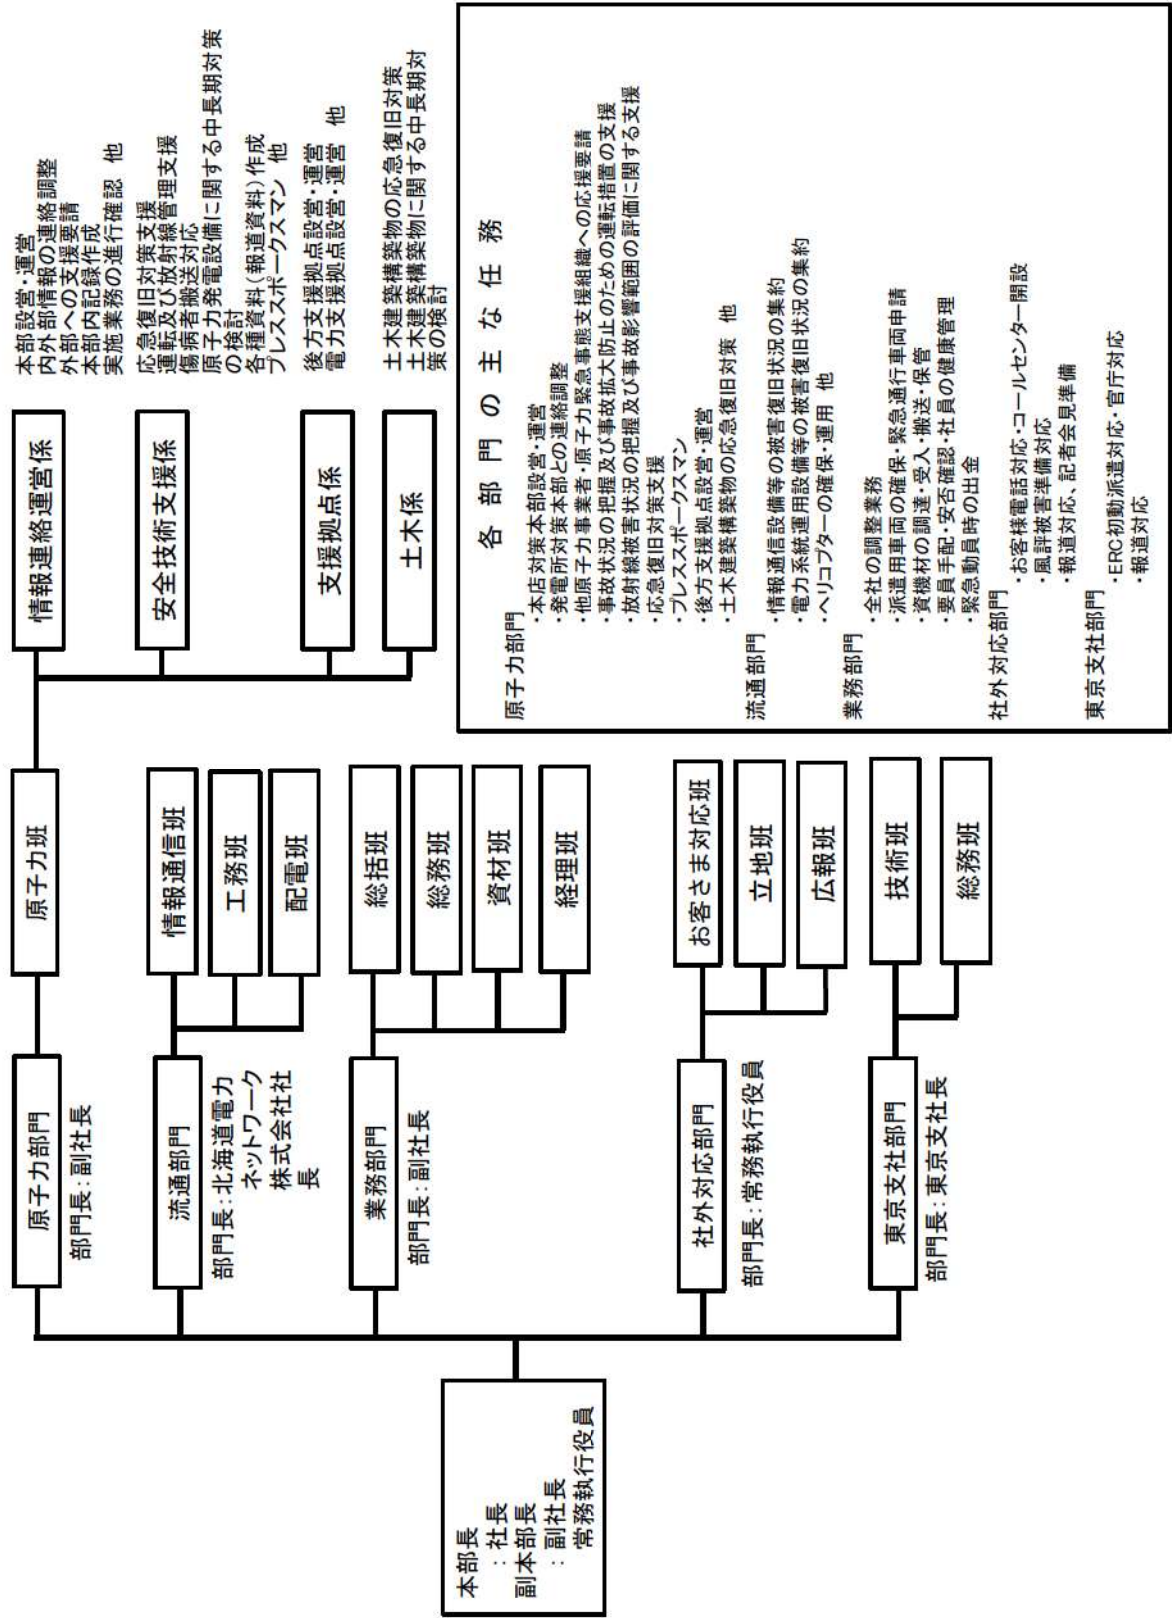 本部長
：社長
副本部長
：副社長
常務執行役員
原子力部門
部門長：副社長
流通部門
部門長：北海道電力
ネットワーク
株式会社社
長
業務部門
部門長：副社長
社外対応部門
部門長：常務執行役員
東京支社部門
部門長：東京支社長
原子力班
情報通信班
工務班
配電班
総括班
総務班
資材班
経理班
お客さま対応班
立地班
広報班
技術班
総務班
情報連絡運営係
本部設営・運営
内外部情報の連絡調整
外部への支援要請
本部内記録作成
実施業務の進行確認　他
安全技術支援係
応急復旧対策支援
運転及び放射線管理支援
傷病者搬送対応
原子力発電設備に関する中長期対策
の検討
各種資料（報道資料）作成
プレススポークスマン　他
支援拠点係
後方支援拠点設営・運営
電力支援拠点設営・運営　他
土木係
土木建築構築物の応急復旧対策
土木建築構築物に関する中長期対
策の検討
各部門の主な任務
原子力部門
・本店対策本部設営・運営
・発電所対策本部との連絡調整
・他原子力事業者・原子力緊急事態支援組織への応援要請
・事故状況の把握及び事故拡大防止のための運転措置の支援
・放射線被害状況の把握及び事故影響範囲の評価に関する支援
・応急復旧対策支援
・プレススポークスマン
・後方支援拠点設営・運営
・土木建築構築物の応急復旧対策　他
流通部門
・情報通信設備等の被害復旧状況の集約
・電力系統運用設備等の被害復旧状況の集約
・ヘリコプターの確保・運用　他
業務部門
・全社の調整業務
・派遣用車両の確保・緊急通行車両申請
・資機材の調達・受入・搬送・保管
・要員手配・安否確認・社員の健康管理
・緊急動員時の出金
社外対応部門
・お客様電話対応・コールセンター開設
・風評被害準備対応
・報道対応、記者会見準備
東京支社部門
・ERC初動派遣対応・官庁対応
・報道対応